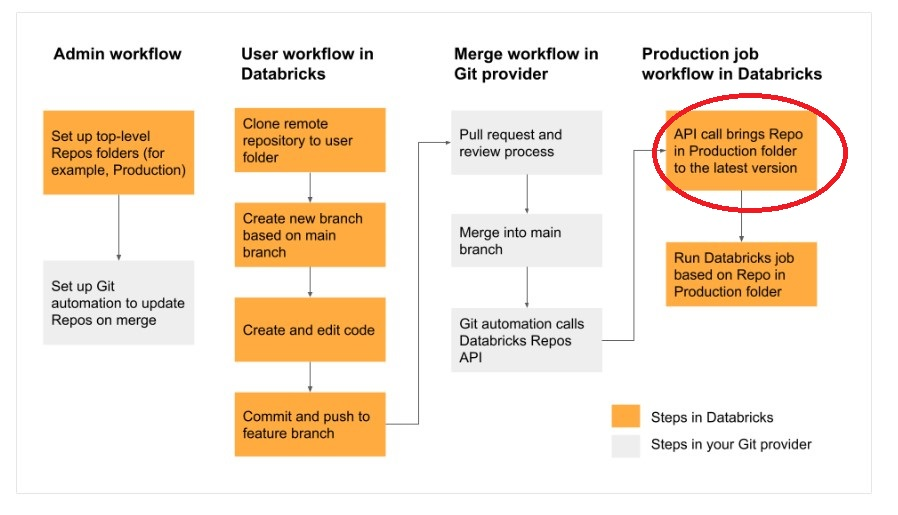 Admin workflow
User workflow in
Databricks
Merge workflow in
Git provider
Production job
workflow in Databricks
Set up top-level
Repos folders (for
example, Production)
Set up Git
automation to update
Repos on merge
Clone remote
repository to user
folder
Create new branch
based on main
branch
Create and edit code
Commit and push to
feature branch
Pull request and
review process
Merge into main
branch
Git automation calls
Databricks Repos
API
API call brings Repo
in Production folder
to the latest version
Run Databricks job
based on Repo in
Production folder
Steps in Databricks
Steps in your Git provider